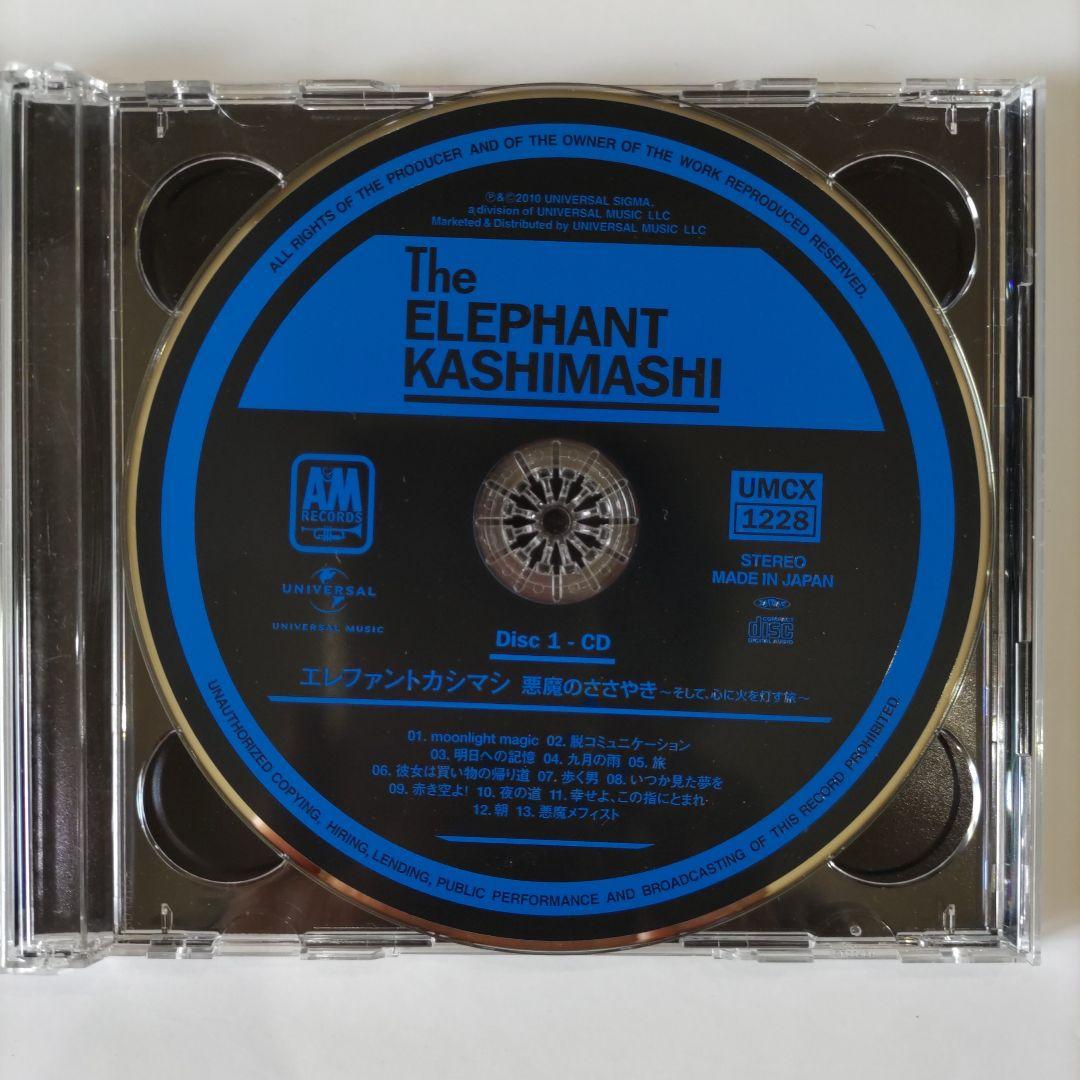 ALL RIGHTS OF THE PRODUCER AND OF THE OWNER OF THE WORK REPRODUCED RESERVED.
℗&©2010 UNIVERSAL SIGMA,
a division of UNIVERSAL MUSIC LLC
Marketed & Distributed by UNIVERSAL MUSIC LLC
The
ELEPHANT
KASHIMASHI
A&M
RECORDS
UNIVERSAL
UNIVERSAL MUSIC
UMCX
1228
STEREO
MADE IN JAPAN
COMPACT
disc
DIGITAL AUDIO
Disc 1 - CD
エレファントカシマシ 悪魔のささやき～そして、心に火を灯す旅～
01. moonlight magic 02. 脱コミュニケーション
03. 明日への記憶 04. 九月の雨 05. 旅
06. 彼女は買い物の帰り道 07. 歩く男 08. いつか見た夢を
09. 赤き空よ! 10. 夜の道 11. 幸せよ、この指にとまれ
12. 朝 13. 悪魔メフィスト
UNAUTHORIZED COPYING, HIRING, LENDING, PUBLIC PERFORMANCE AND BROADCASTING OF THIS RECORD PROHIBITED.